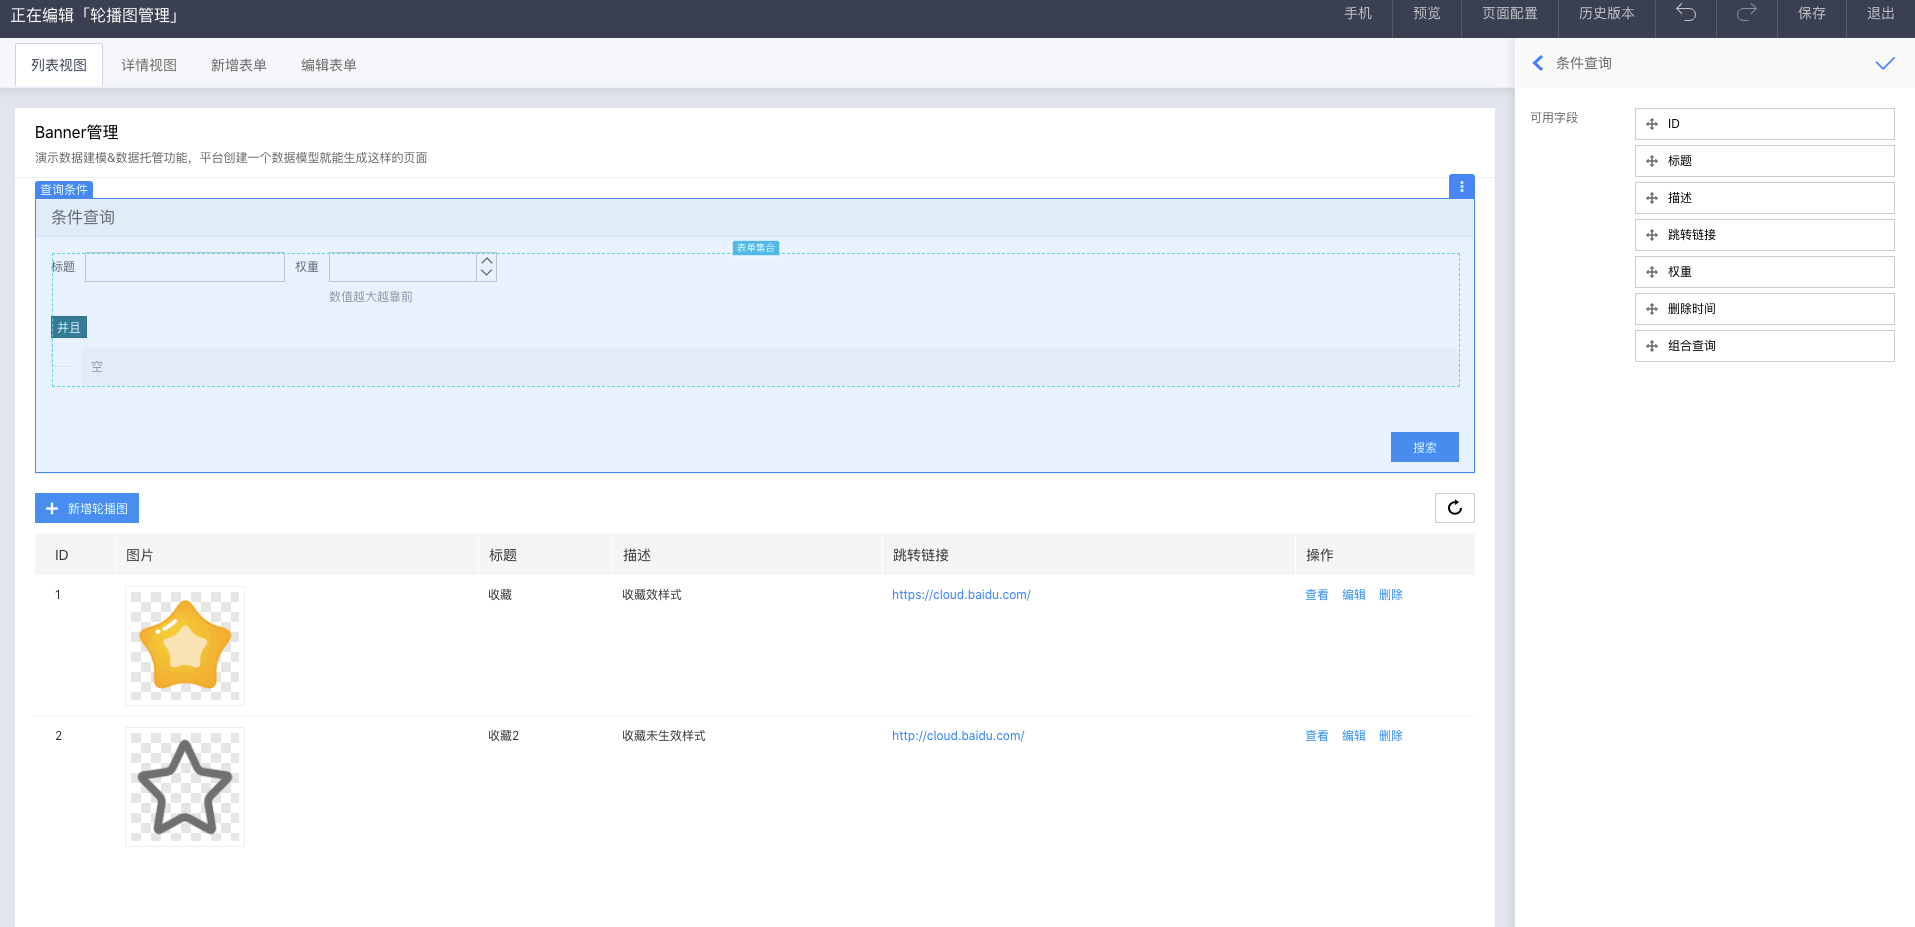 正在编辑「轮播图管理」
手机 预览 页面配置 历史版本 保存 退出
列表视图 详情视图 新增表单 编辑表单
条件查询
Banner管理
演示数据建模&数据托管功能，平台创建一个数据模型就能生成这样的页面
查询条件
条件查询
表单集合
标题 权重
数值越大越靠前
并且
空
搜索
新增轮播图
ID 图片 标题 描述 跳转链接 操作
1 收藏 收藏效样式 https://cloud.baidu.com/ 查看 编辑 删除
2 收藏2 收藏未生效样式 http://cloud.baidu.com/ 查看 编辑 删除
可用字段
ID
标题
描述
跳转链接
权重
删除时间
组合查询